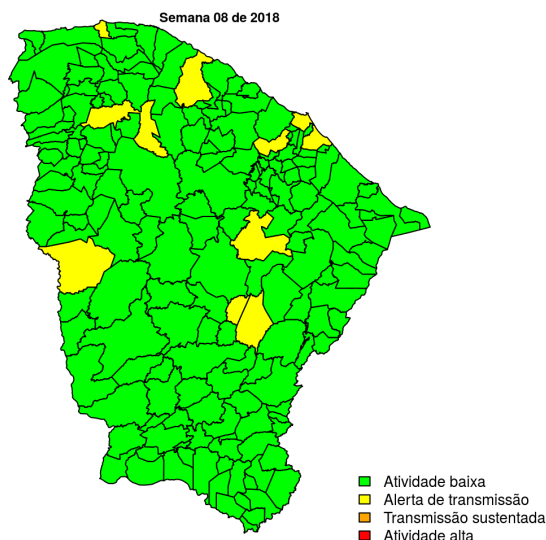 Semana 08 de 2018
Atividade baixa
Alerta de transmissão
Transmissão sustentada
Atividade alta